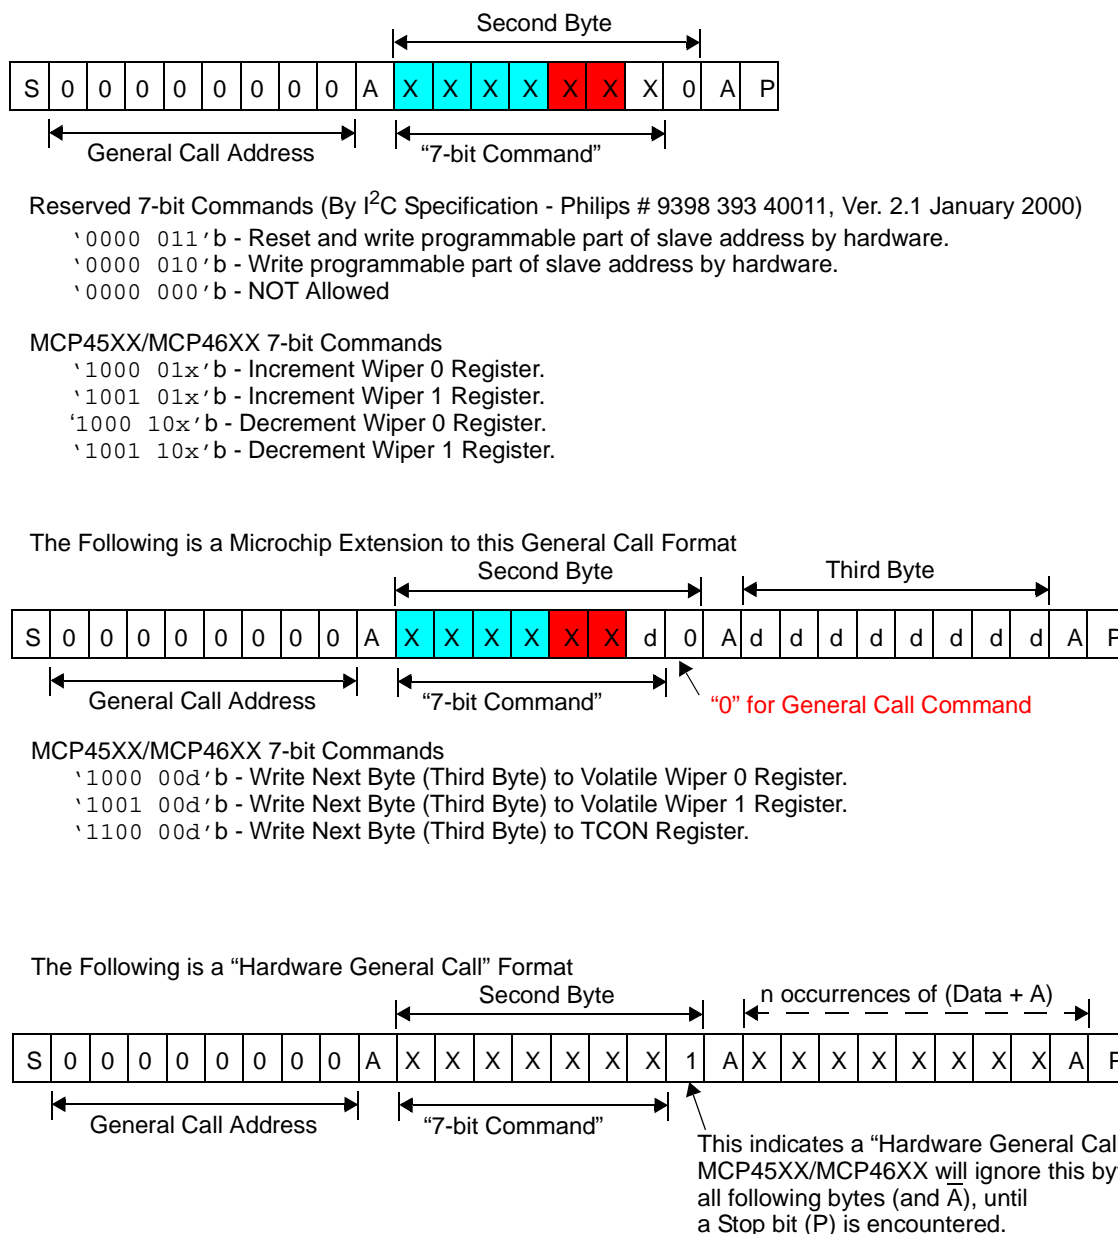 Second Byte
S 0 0 0 0 0 0 0 0 A X X X X X X X 0 A P
General Call Address “7-bit Command”
Reserved 7-bit Commands (By I2C Specification - Philips # 9398 393 40011, Ver. 2.1 January 2000)
‘0000 011’b - Reset and write programmable part of slave address by hardware.
‘0000 010’b - Write programmable part of slave address by hardware.
‘0000 000’b - NOT Allowed
MCP45XX/MCP46XX 7-bit Commands
‘1000 01x’b - Increment Wiper 0 Register.
‘1001 01x’b - Increment Wiper 1 Register.
‘1000 10x’b - Decrement Wiper 0 Register.
‘1001 10x’b - Decrement Wiper 1 Register.
The Following is a Microchip Extension to this General Call Format
Second Byte Third Byte
S 0 0 0 0 0 0 0 0 A X X X X X X d 0 A d d d d d d d d A P
General Call Address “7-bit Command” “0” for General Call Command
MCP45XX/MCP46XX 7-bit Commands
‘1000 00d’b - Write Next Byte (Third Byte) to Volatile Wiper 0 Register.
‘1001 00d’b - Write Next Byte (Third Byte) to Volatile Wiper 1 Register.
‘1100 00d’b - Write Next Byte (Third Byte) to TCON Register.
The Following is a “Hardware General Call” Format
Second Byte n occurrences of (Data + A)
S 0 0 0 0 0 0 0 0 A X X X X X X X 1 A X X X X X X X X A P
General Call Address “7-bit Command”
This indicates a “Hardware General Cal
MCP45XX/MCP46XX will ignore this by
all following bytes (and A̅), until
a Stop bit (P) is encountered.